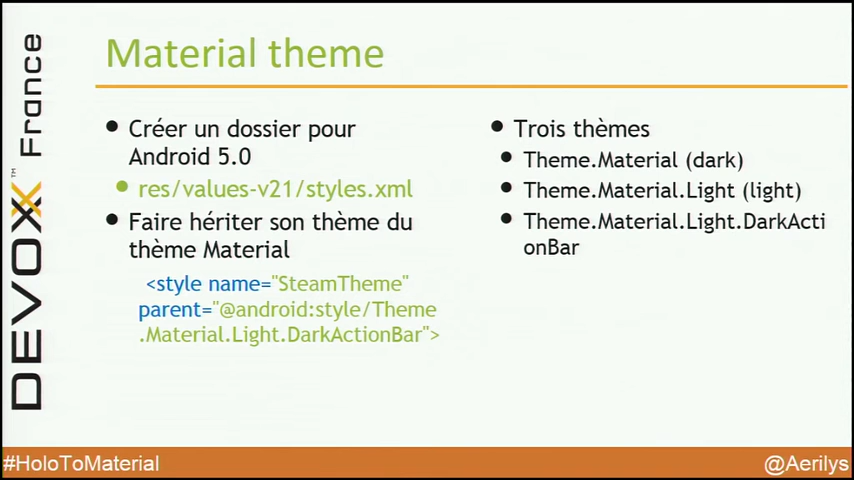 Material theme
Créer un dossier pour
Android 5.0
res/values-v21/styles.xml
Faire hériter son thème du
thème Material
<style name="SteamTheme"
parent="@android:style/Theme
.Material.Light.DarkActionBar">
Trois thèmes
Theme.Material (dark)
Theme.Material.Light (light)
Theme.Material.Light.DarkActi
onBar
DEVOXX™ France
#HoloToMaterial
@Aerilys